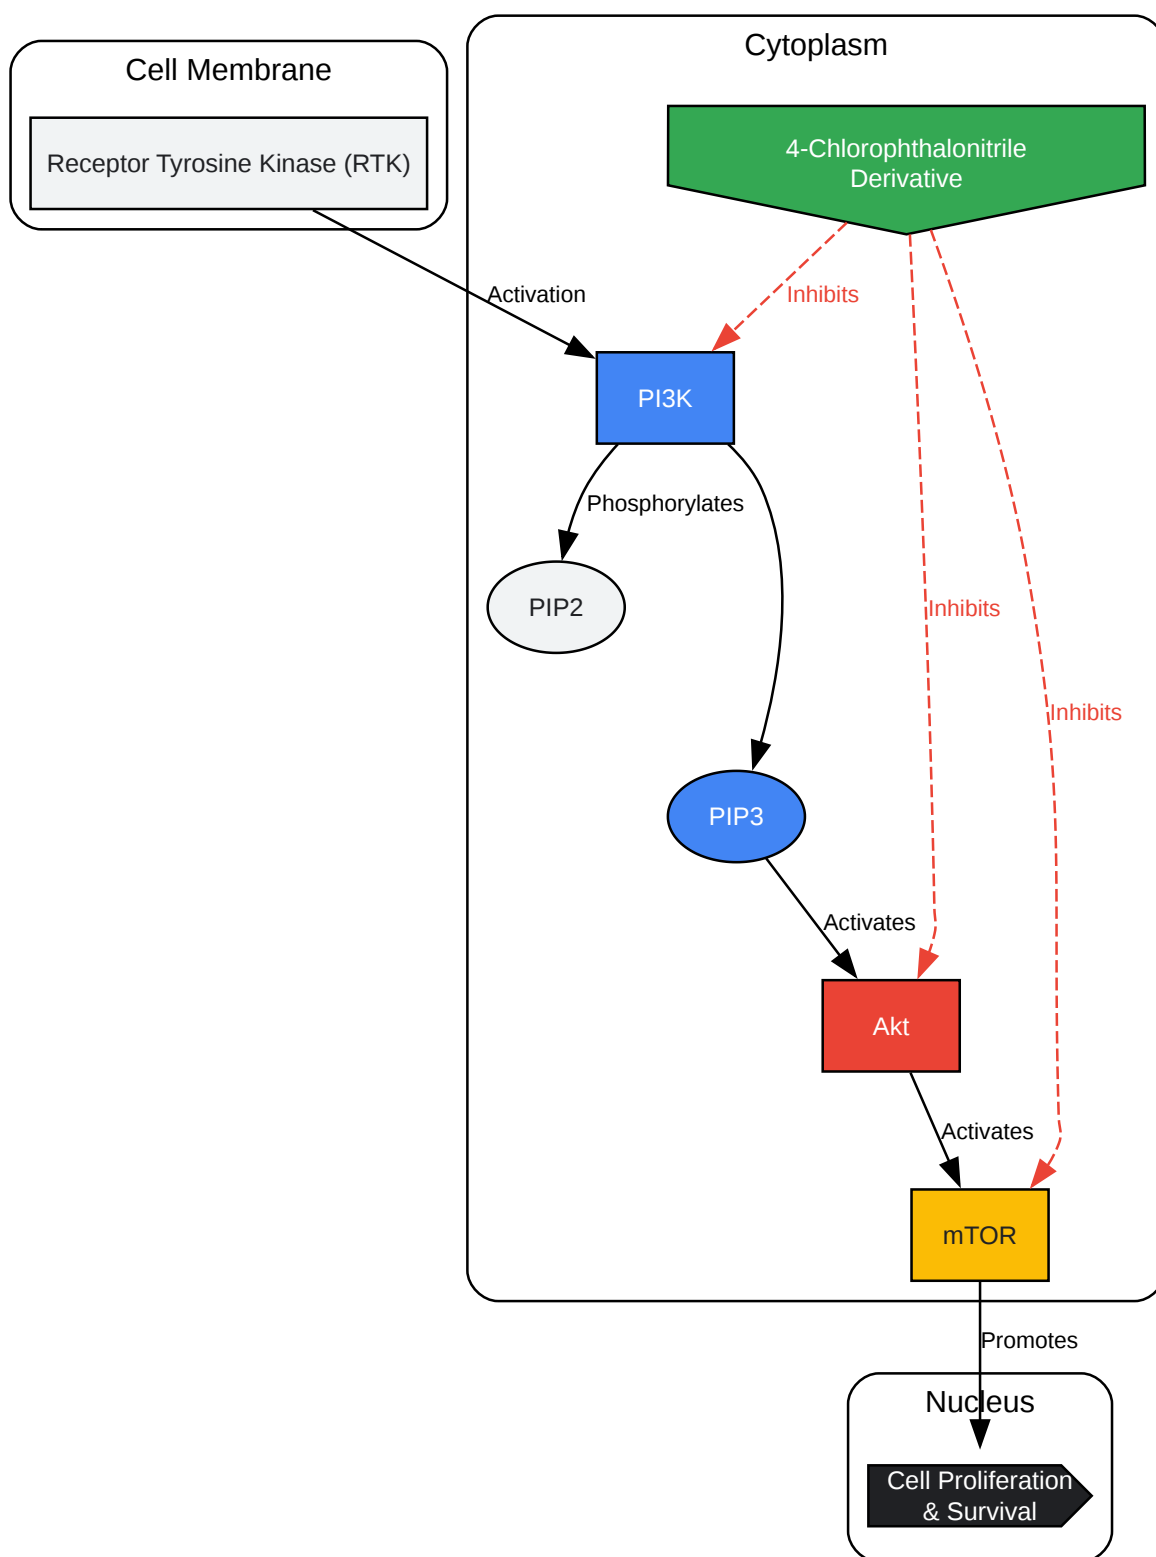 Cytoplasm
Cell Membrane
4-Chlorophthalonitrile
Derivative
Receptor Tyrosine Kinase (RTK)
Activation
Inhibits
PI3K
Phosphorylates
PIP2
Inhibits
Inhibits
PIP3
Activates
Akt
Activates
mTOR
Promotes
Nucleus
Cell Proliferation
& Survival